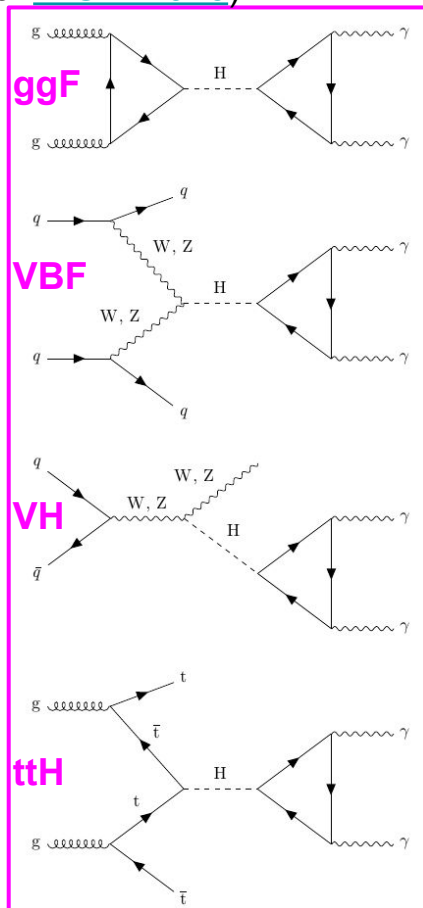 g
H
γ
ggF
g
γ
q
q
W, Z
γ
VBF
H
W, Z
q
γ
q
q
W, Z
W, Z
γ
VH
H
q̄
γ
t
g
t̄
γ
H
ttH
t
g
γ
t̄